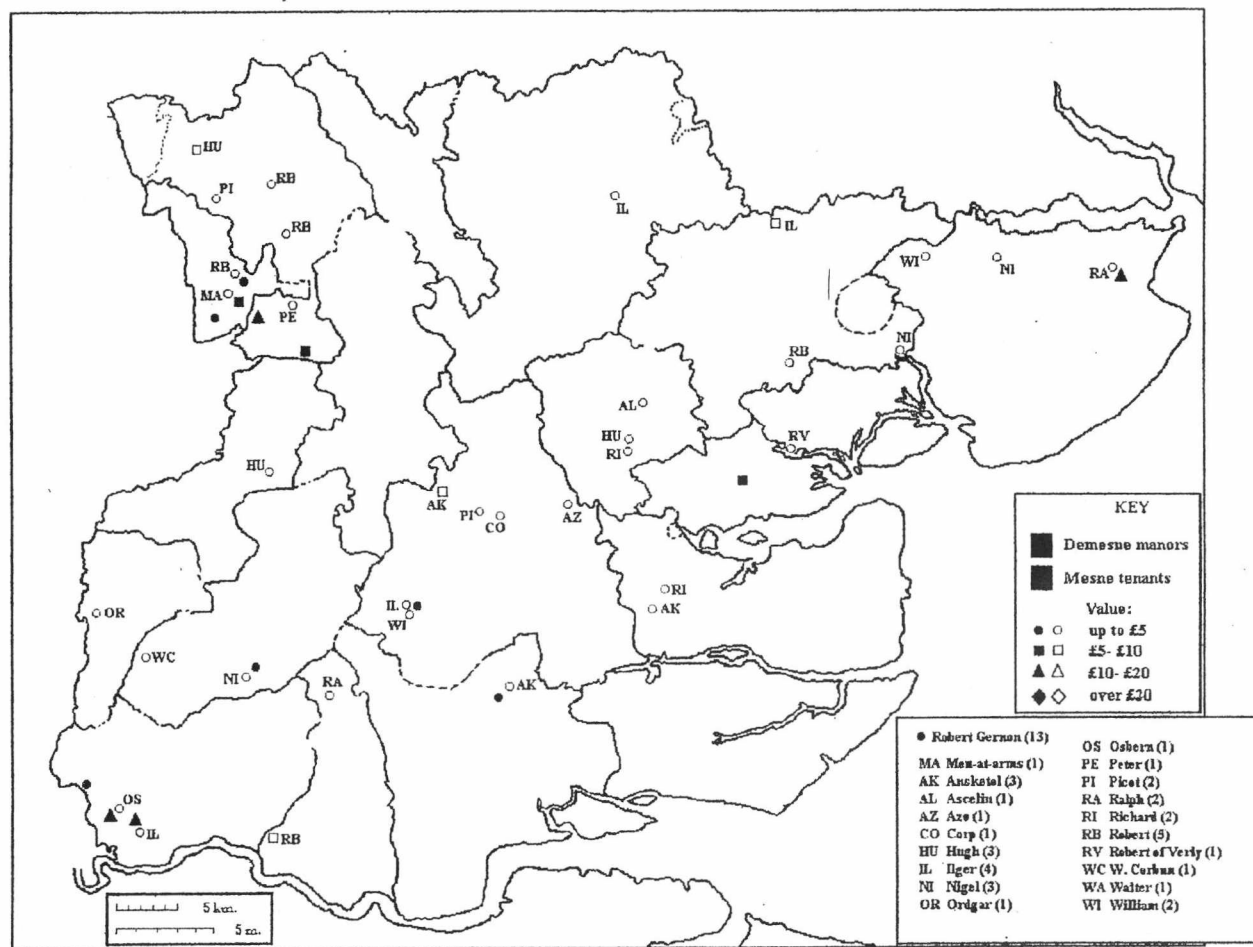 HU
PI
RB
RB
RB
MA
PE
IL
IL
WI
NI
RA
NI
RB
AL
HU
RI
RV
HU
AK
PI
CO
AZ
RI
AK
IL
WI
OR
WC
NI
RA
AK
OS
IL
RB
KEY
Demesne manors
Mesne tenants
Value:
up to £5
£5- £10
£10- £20
over £20
Robert Gernon (13)
MA Men-at-arms (1)
AK Ansketel (3)
AL Ascelin (1)
AZ Azo (1)
CO Corp (1)
HU Hugh (3)
IL Ilger (4)
NI Nigel (3)
OR Ordgar (1)
OS Osbern (1)
PE Peter (1)
PI Picot (2)
RA Ralph (2)
RI Richard (2)
RB Robert (5)
RV Robert of Verly (1)
WC W. Corbun (1)
WA Walter (1)
WI William (2)
5 km.
5 m.